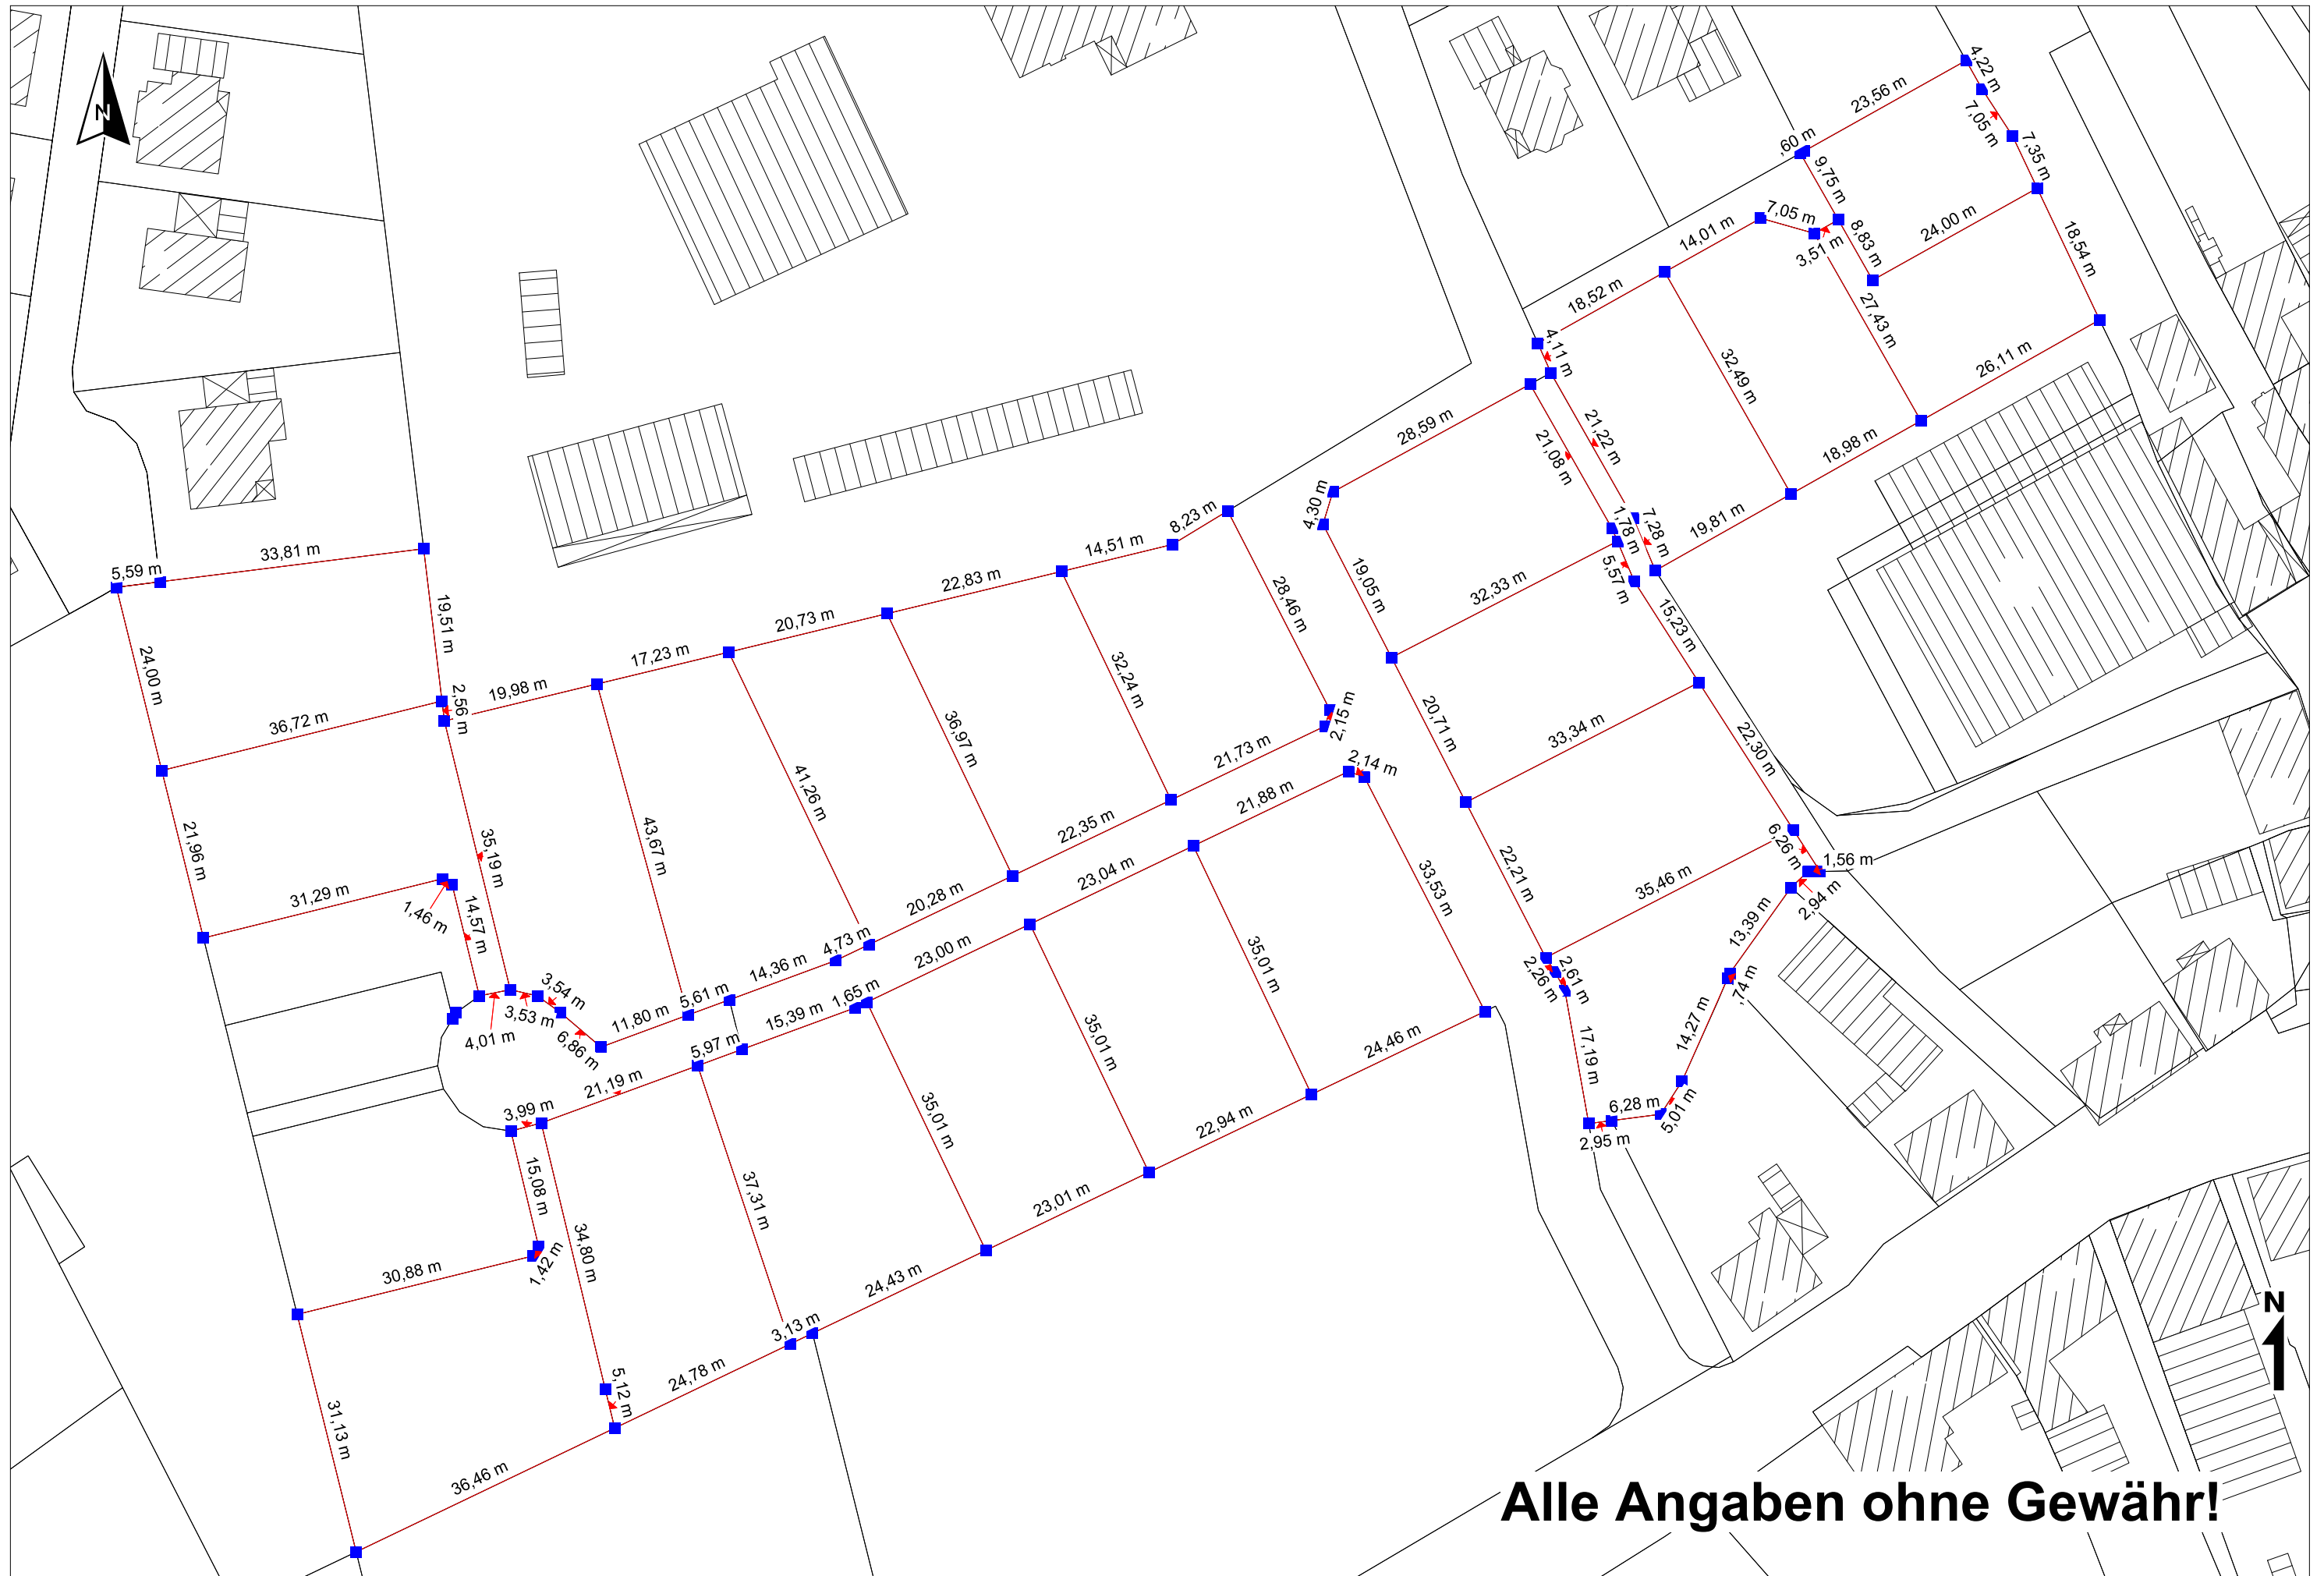 N
4,22 m
23,56 m
7,05 m
7,35 m
,60 m
9,75 m
7,05 m
14,01 m
3,51 m
8,83 m
24,00 m
18,54 m
18,52 m
27,43 m
4,11 m
32,49 m
26,11 m
28,59 m
21,08 m
21,22 m
18,98 m
4,30 m
8,23 m
1,78 m
7,28 m
19,81 m
14,51 m
33,81 m
5,59 m
22,83 m
28,46 m
19,05 m
32,33 m
5,57 m
19,51 m
20,73 m
15,23 m
24,00 m
17,23 m
32,24 m
36,72 m
2,56 m
19,98 m
36,97 m
2,15 m
20,71 m
33,34 m
22,30 m
21,73 m
2,14 m
41,26 m
21,88 m
21,96 m
35,19 m
43,67 m
22,35 m
6,26 m
1,56 m
23,04 m
33,53 m
22,21 m
35,46 m
31,29 m
1,46 m
14,57 m
20,28 m
2,94 m
13,39 m
4,73 m
23,00 m
35,01 m
2,26 m
2,61 m
,74 m
3,54 m
14,36 m
5,61 m
1,65 m
3,53 m
4,01 m
6,86 m
11,80 m
15,39 m
5,97 m
35,01 m
24,46 m
17,19 m
14,27 m
21,19 m
3,99 m
35,01 m
22,94 m
6,28 m
5,01 m
2,95 m
15,08 m
37,31 m
23,01 m
34,80 m
1,42 m
30,88 m
24,43 m
N
3,13 m
24,78 m
5,12 m
31,13 m
36,46 m
Alle Angaben ohne Gewähr!